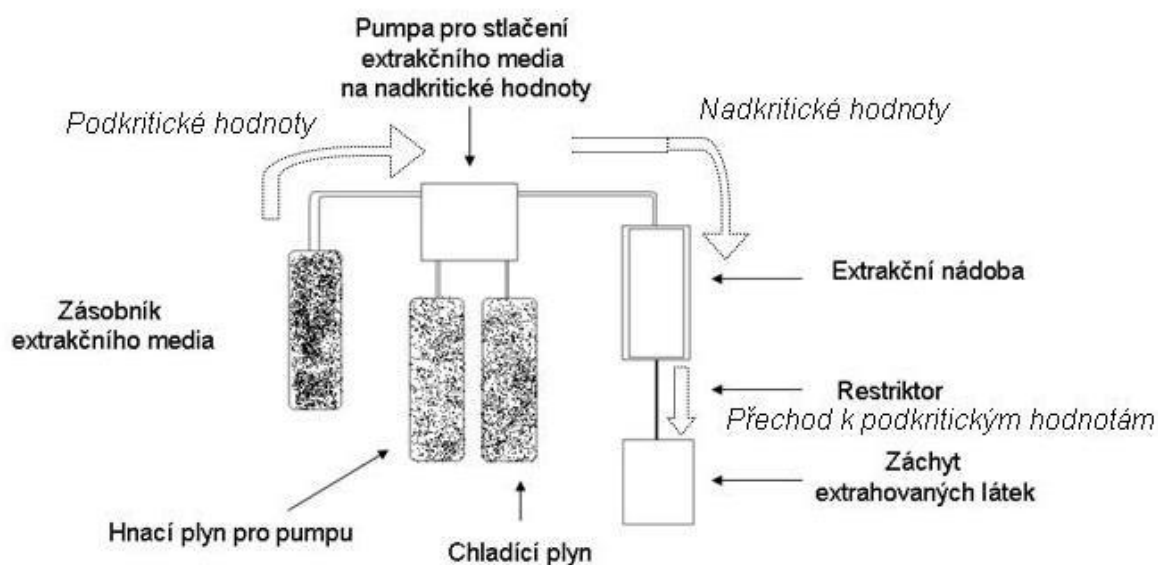 Pumpa pro stlačení
extrakčního media
na nadkritické hodnoty
Podkritické hodnoty
Nadkritické hodnoty
Extrakční nádoba
Zásobník
extrakčního media
Restriktor
Přechod k podkritickým hodnotám
Záchyt
extrahovaných látek
Hnací plyn pro pumpu
Chladící plyn